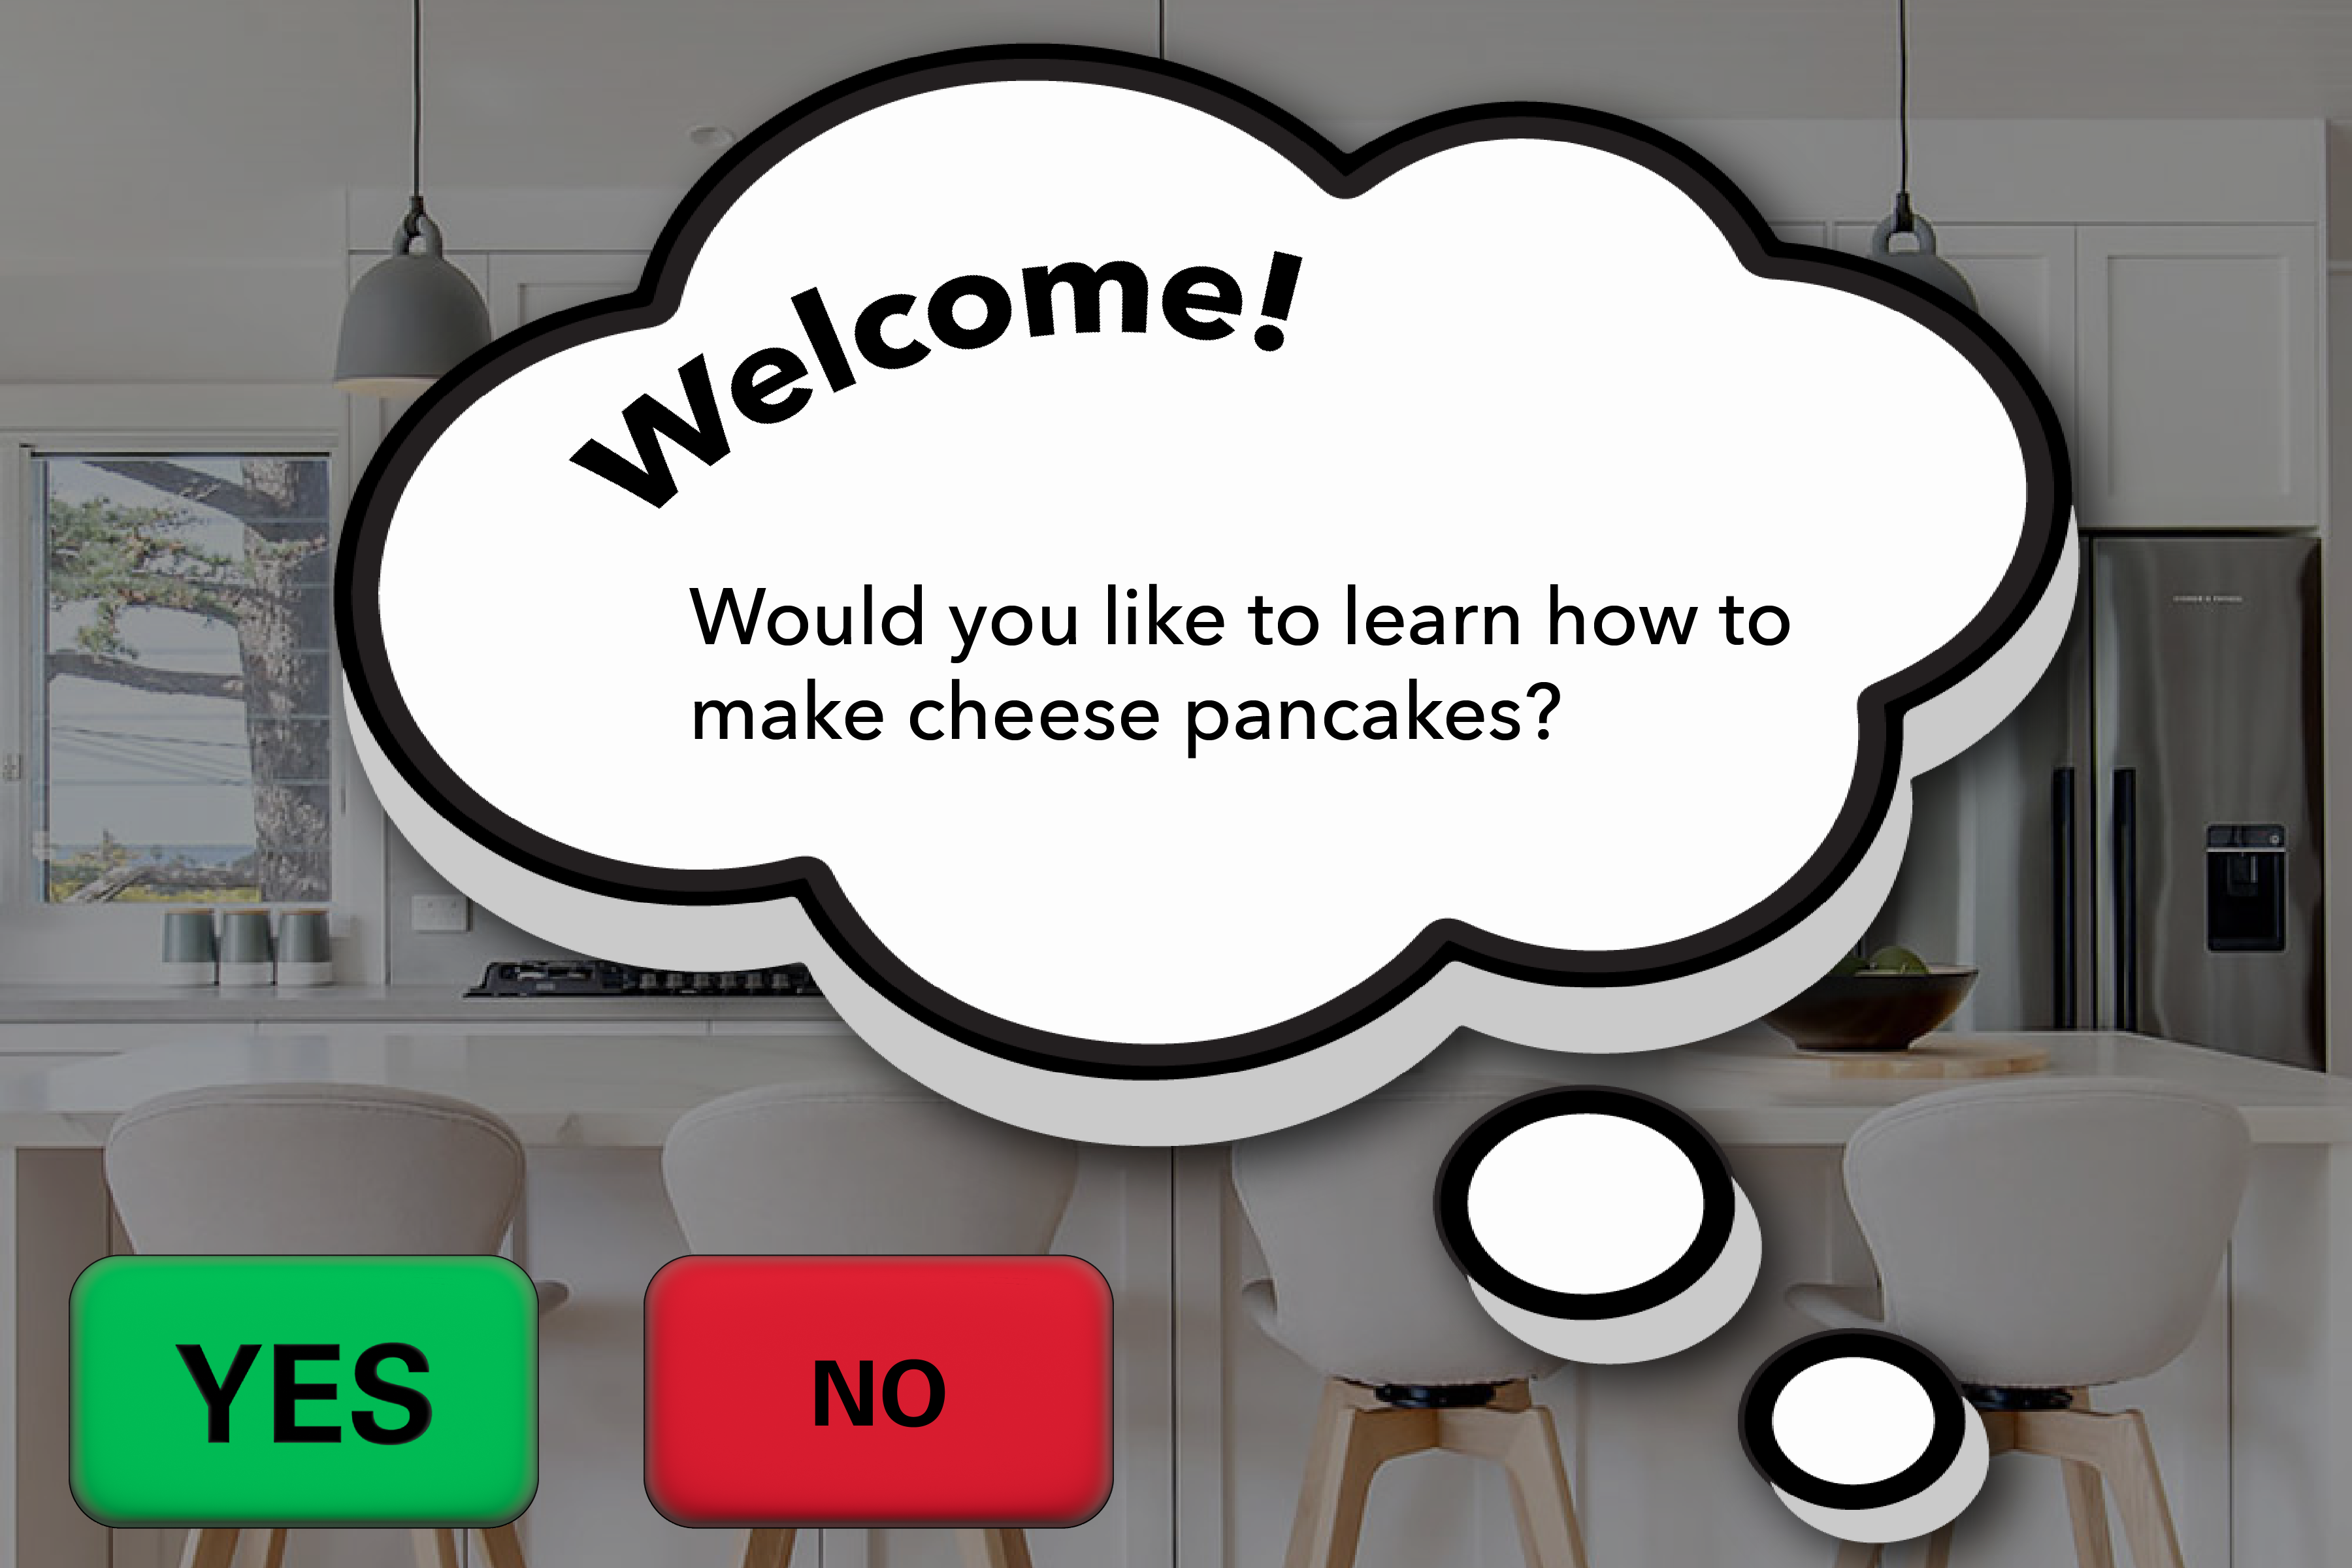 Welcome!
Would you like to learn how to
make cheese pancakes?
YES
NO